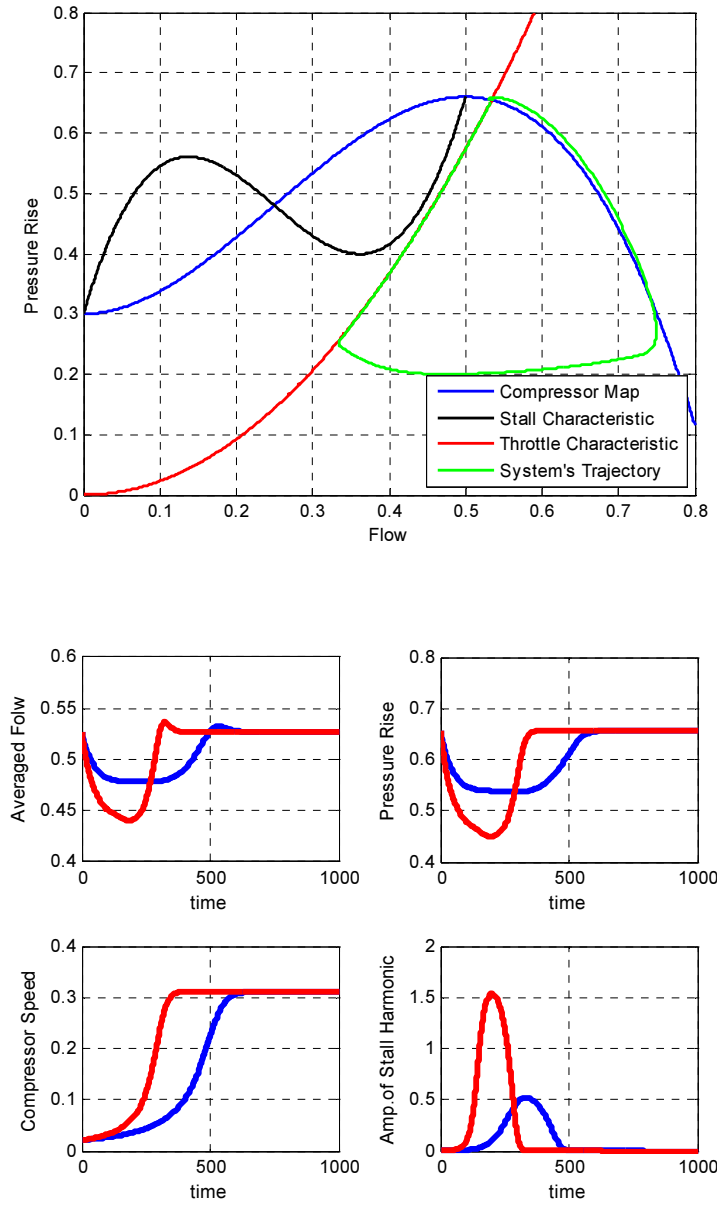 0.8
0.7
0.6
0.5
0.4
0.3
0.2
0.1
0
Pressure Rise
Compressor Map
Stall Characteristic
Throttle Characteristic
System's Trajectory
0 0.1 0.2 0.3 0.4 0.5 0.6 0.7 0.8
Flow
0.6
0.55
0.5
0.45
0.4
Averaged Folw
0 500 1000
time
0.8
0.7
0.6
0.5
0.4
Pressure Rise
0 500 1000
time
0.4
0.3
0.2
0.1
0
Compressor Speed
0 500 1000
time
2
1.5
1
0.5
0
Amp.of Stall Harmonic
0 500 1000
time